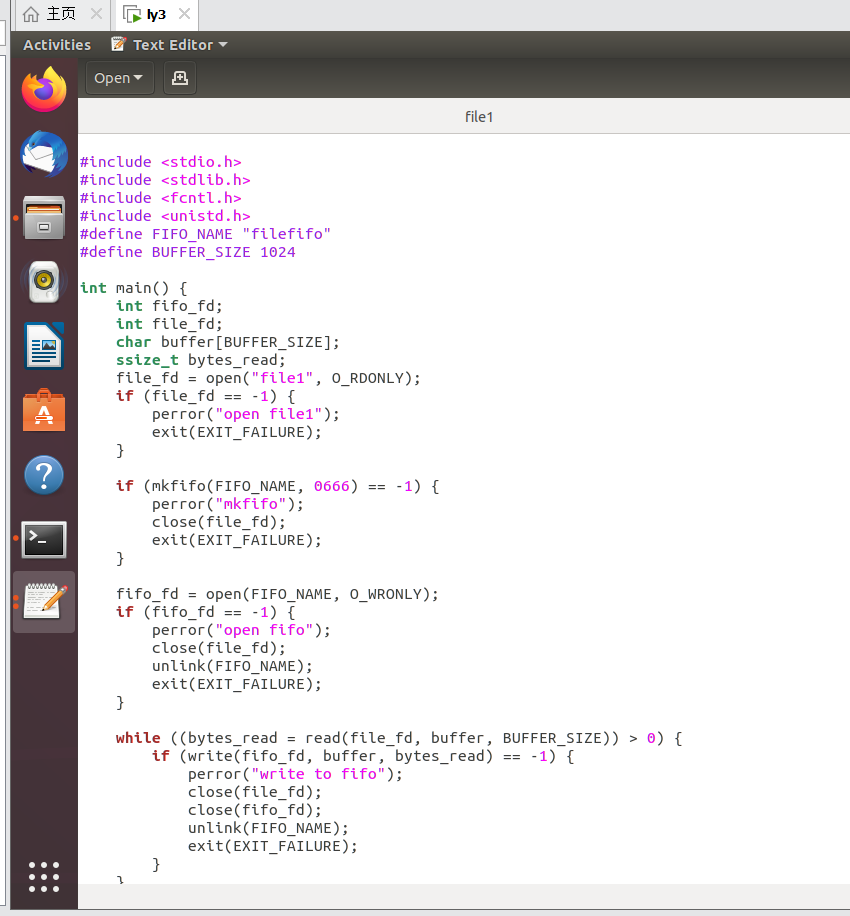 主页
ly3
Activities Text Editor
Open
file1
#include <stdio.h>
#include <stdlib.h>
#include <fcntl.h>
#include <unistd.h>
#define FIFO_NAME "filefifo"
#define BUFFER_SIZE 1024
int main() {
    int fifo_fd;
    int file_fd;
    char buffer[BUFFER_SIZE];
    ssize_t bytes_read;
    file_fd = open("file1", O_RDONLY);
    if (file_fd == -1) {
        perror("open file1");
        exit(EXIT_FAILURE);
    }
    if (mkfifo(FIFO_NAME, 0666) == -1) {
        perror("mkfifo");
        close(file_fd);
        exit(EXIT_FAILURE);
    }
    fifo_fd = open(FIFO_NAME, O_WRONLY);
    if (fifo_fd == -1) {
        perror("open fifo");
        close(file_fd);
        unlink(FIFO_NAME);
        exit(EXIT_FAILURE);
    }
    while ((bytes_read = read(file_fd, buffer, BUFFER_SIZE)) > 0) {
        if (write(fifo_fd, buffer, bytes_read) == -1) {
            perror("write to fifo");
            close(file_fd);
            close(fifo_fd);
            unlink(FIFO_NAME);
            exit(EXIT_FAILURE);
        }
    }